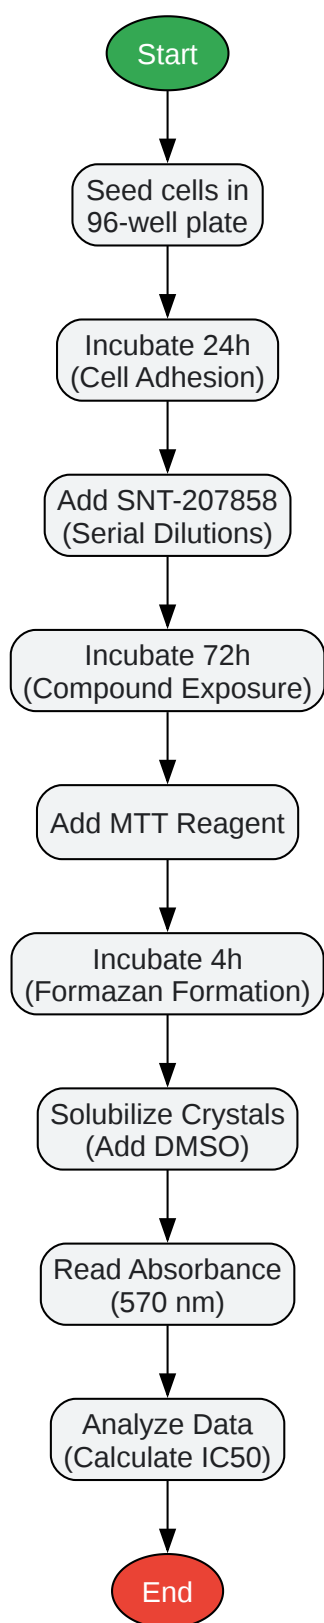 Start
Seed cells in
96-well plate
Incubate 24h
(Cell Adhesion)
Add SNT-207858
(Serial Dilutions)
Incubate 72h
(Compound Exposure)
Add MTT Reagent
Incubate 4h
(Formazan Formation)
Solubilize Crystals
(Add DMSO)
Read Absorbance
(570 nm)
Analyze Data
(Calculate IC50)
End